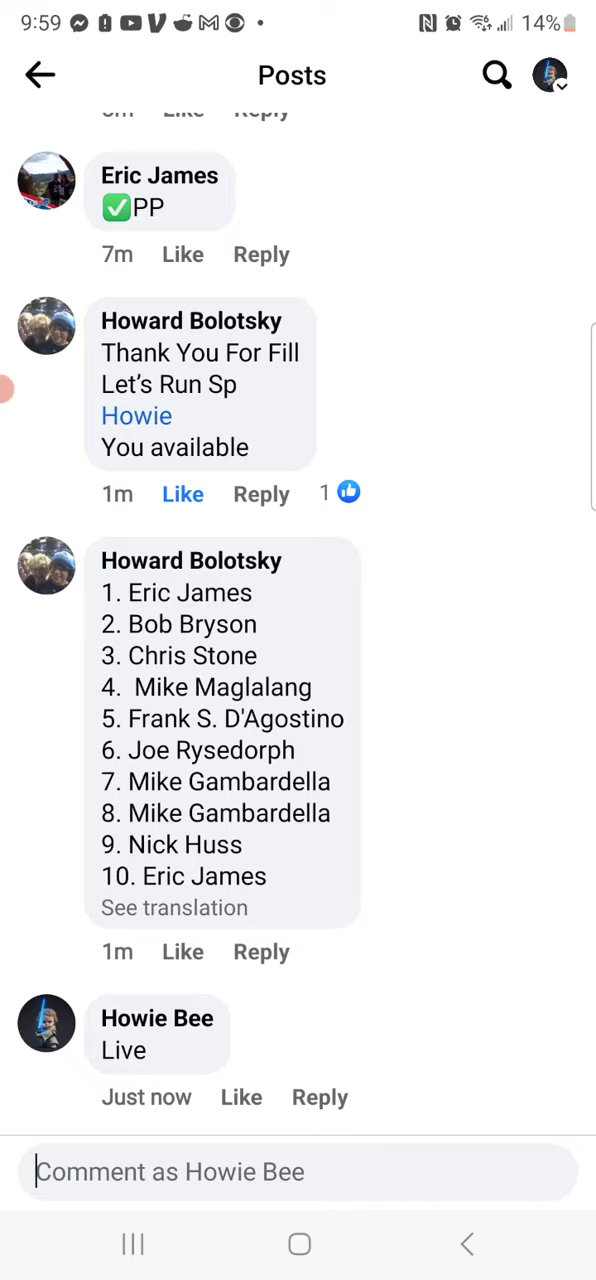 9:59
14%
Posts
Eric James
✅PP
7m Like Reply
Howard Bolotsky
Thank You For Fill
Let's Run Sp
Howie
You available
1m Like Reply 1
Howard Bolotsky
1. Eric James
2. Bob Bryson
3. Chris Stone
4. Mike Maglalang
5. Frank S. D'Agostino
6. Joe Rysedorph
7. Mike Gambardella
8. Mike Gambardella
9. Nick Huss
10. Eric James
See translation
1m Like Reply
Howie Bee
Live
Just now Like Reply
Comment as Howie Bee